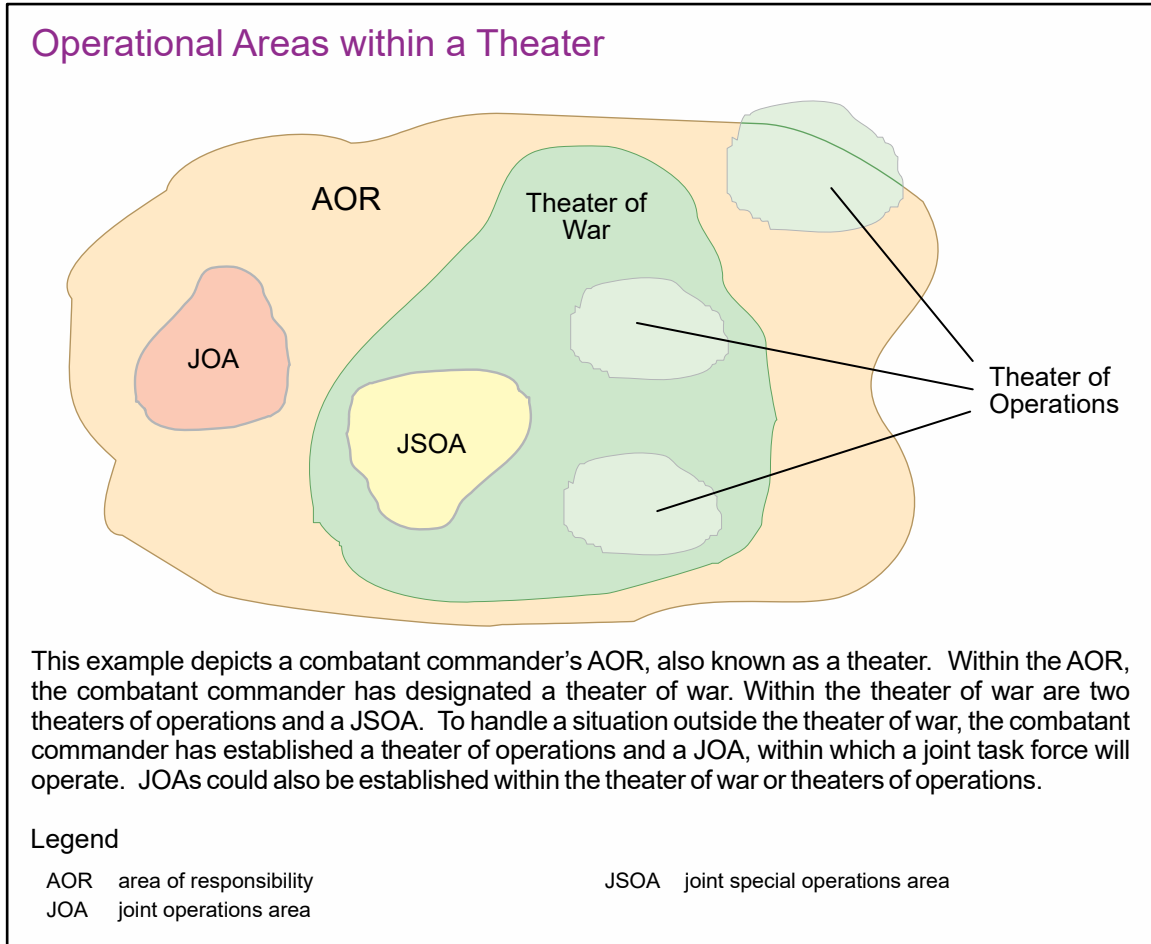 Operational Areas within a Theater
AOR
Theater of
War
JOA
JSOA
Theater of
Operations
This example depicts a combatant commander’s AOR, also known as a theater. Within the AOR,
the combatant commander has designated a theater of war. Within the theater of war are two
theaters of operations and a JSOA. To handle a situation outside the theater of war, the combatant
commander has established a theater of operations and a JOA, within which a joint task force will
operate. JOAs could also be established within the theater of war or theaters of operations.
Legend
AOR area of responsibility
JOA joint operations area
JSOA joint special operations area